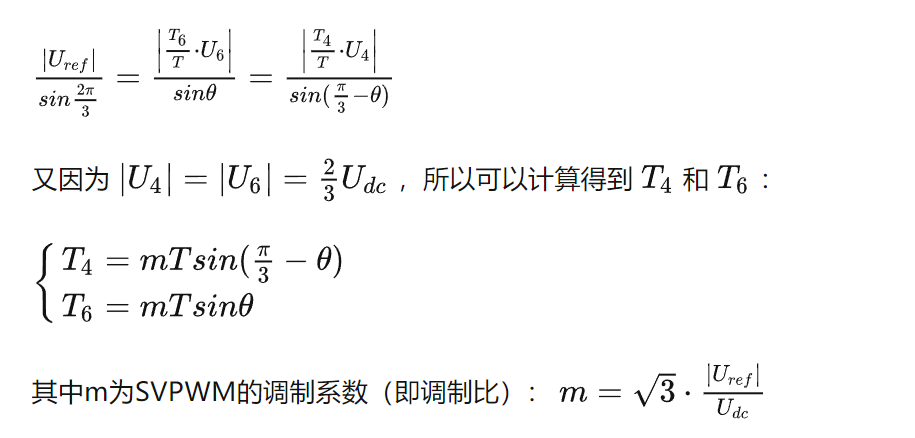 $\frac{|U_{ref}|}{sin\frac{2\pi}{3}} = \frac{\left|\frac{T_6}{T} \cdot U_6\right|}{sin\theta} = \frac{\left|\frac{T_4}{T} \cdot U_4\right|}{sin(\frac{\pi}{3} - \theta)}$
又因为 $|U_4| = |U_6| = \frac{2}{3}U_{dc}$ ，所以可以计算得到 $T_4$ 和 $T_6$ ：
$\begin{cases} T_4 = mTsin(\frac{\pi}{3} - \theta) \\ T_6 = mTsin\theta \end{cases}$
其中m为SVPWM的调制系数（即调制比）： $m = \sqrt{3} \cdot \frac{|U_{ref}|}{U_{dc}}$